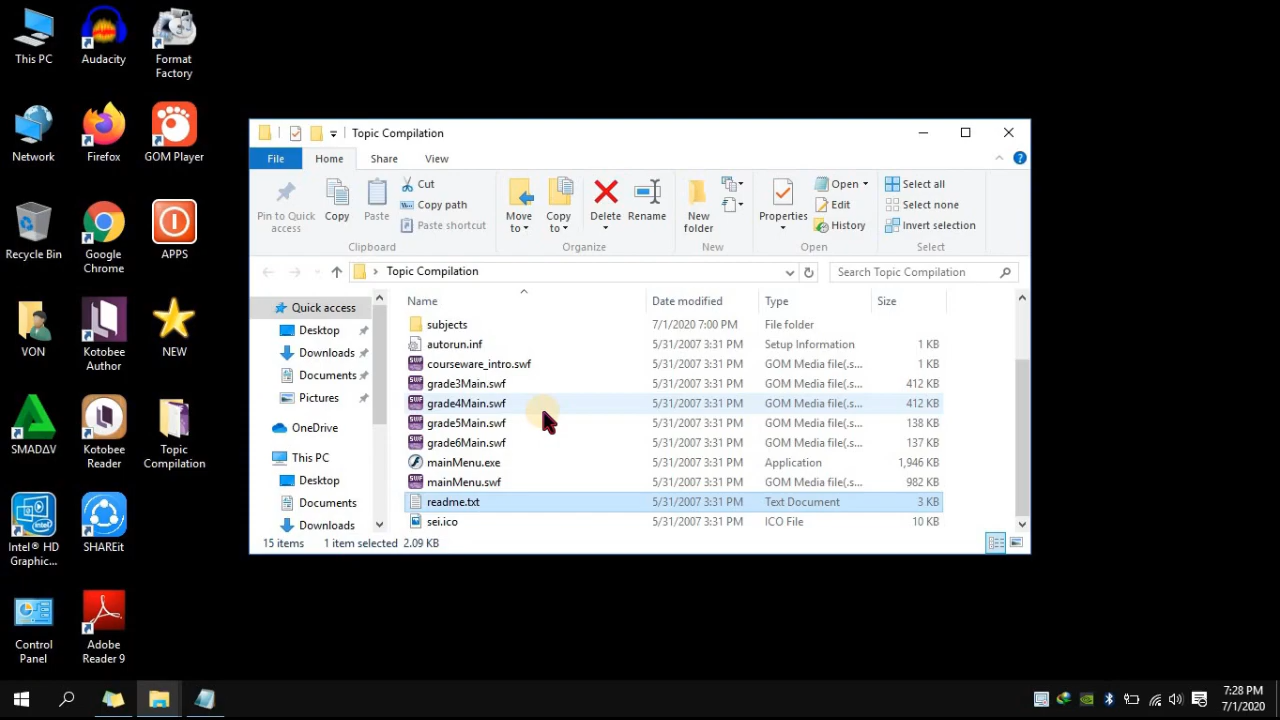 This PC
Audacity
Format
Factory
Network
Firefox
GOM Player
Recycle Bin
Google
Chrome
APPS
VON
Kotobee
Author
NEW
SMADΔV
Kotobee
Reader
Topic
Compilation
Intel® HD
Graphic...
SHAREit
Control
Panel
Adobe
Reader 9
Topic Compilation
File Home Share View
Pin to Quick
access
Copy
Paste
Cut
Copy path
Paste shortcut
Clipboard
Move
to
Copy
to
Delete
Rename
Organize
New
folder
New
Properties
Open
Edit
History
Open
Select all
Select none
Invert selection
Select
Topic Compilation
Search Topic Compilation
Quick access
Desktop
Downloads
Documents
Pictures
OneDrive
This PC
Desktop
Documents
Downloads
Name Date modified Type Size
subjects 7/1/2020 7:00 PM File folder
autorun.inf 5/31/2007 3:31 PM Setup Information 1 KB
courseware_intro.swf 5/31/2007 3:31 PM GOM Media file(.s... 1 KB
grade3Main.swf 5/31/2007 3:31 PM GOM Media file(.s... 412 KB
grade4Main.swf 5/31/2007 3:31 PM GOM Media file(.s... 412 KB
grade5Main.swf 5/31/2007 3:31 PM GOM Media file(.s... 138 KB
grade6Main.swf 5/31/2007 3:31 PM GOM Media file(.s... 137 KB
mainMenu.exe 5/31/2007 3:31 PM Application 1,946 KB
mainMenu.swf 5/31/2007 3:31 PM GOM Media file(.s... 982 KB
readme.txt 5/31/2007 3:31 PM Text Document 3 KB
sei.ico 5/31/2007 3:31 PM ICO File 10 KB
15 items 1 item selected 2.09 KB
7:28 PM
7/1/2020